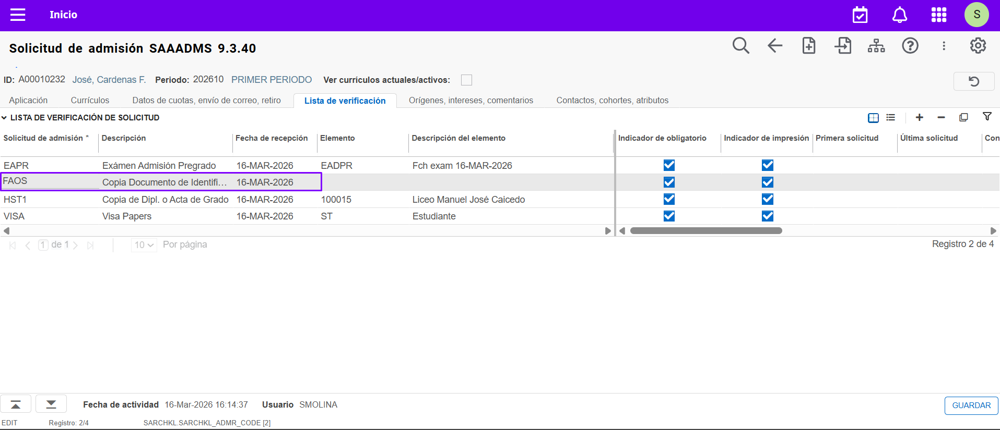 Inicio
S
Solicitud de admisión SAAADMS 9.3.40
ID: A00010232 José, Cardenas F. Periodo: 202610 PRIMER PERIODO Ver currículos actuales/activos:
Aplicación Currículos Datos de cuotas, envío de correo, retiro Lista de verificación Orígenes, intereses, comentarios Contactos, cohortes, atributos
LISTA DE VERIFICACIÓN DE SOLICITUD
Solicitud de admisión * Descripción Fecha de recepción Elemento Descripción del elemento Indicador de obligatorio Indicador de impresión Primera solicitud Última solicitud Con
EAPR Exámen Admisión Pregrado 16-MAR-2026 EADPR Fch exam 16-MAR-2026
FAOS Copia Documento de Identifi... 16-MAR-2026
HST1 Copia de Dipl. o Acta de Grado 16-MAR-2026 100015 Liceo Manuel José Caicedo
VISA Visa Papers 16-MAR-2026 ST Estudiante
1 de 1 10 Por página Registro 2 de 4
Fecha de actividad 16-Mar-2026 16:14:37 Usuario SMOLINA GUARDAR
EDIT Registro: 2/4 SARCHKL.SARCHKL_ADMR_CODE [2]